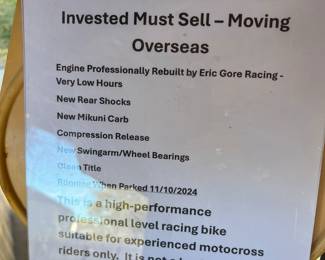 Invested Must Sell – Moving
Overseas
Engine Professionally Rebuilt by Eric Gore Racing -
Very Low Hours
New Rear Shocks
New Mikuni Carb
Compression Release
New Swingarm/Wheel Bearings
Clean Title
Running When Parked 11/10/2024
This is a high-performance
professional level racing bike
suitable for experienced motocross
riders only. It is not a